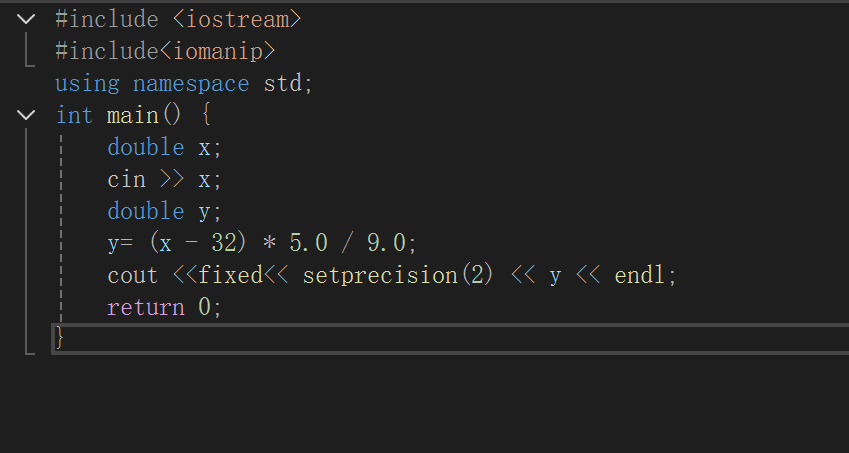 #include <iostream>
#include<iomanip>
using namespace std;
int main() {
    double x;
    cin >> x;
    double y;
    y= (x - 32) * 5.0 / 9.0;
    cout <<fixed<< setprecision(2) << y << endl;
    return 0;
}